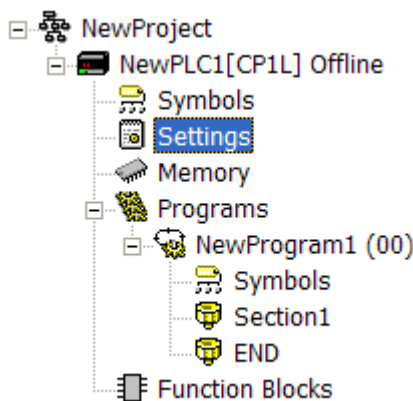 NewProject
NewPLC1[CP1L] Offline
Symbols
Settings
Memory
Programs
NewProgram1 (00)
Symbols
Section1
END
Function Blocks